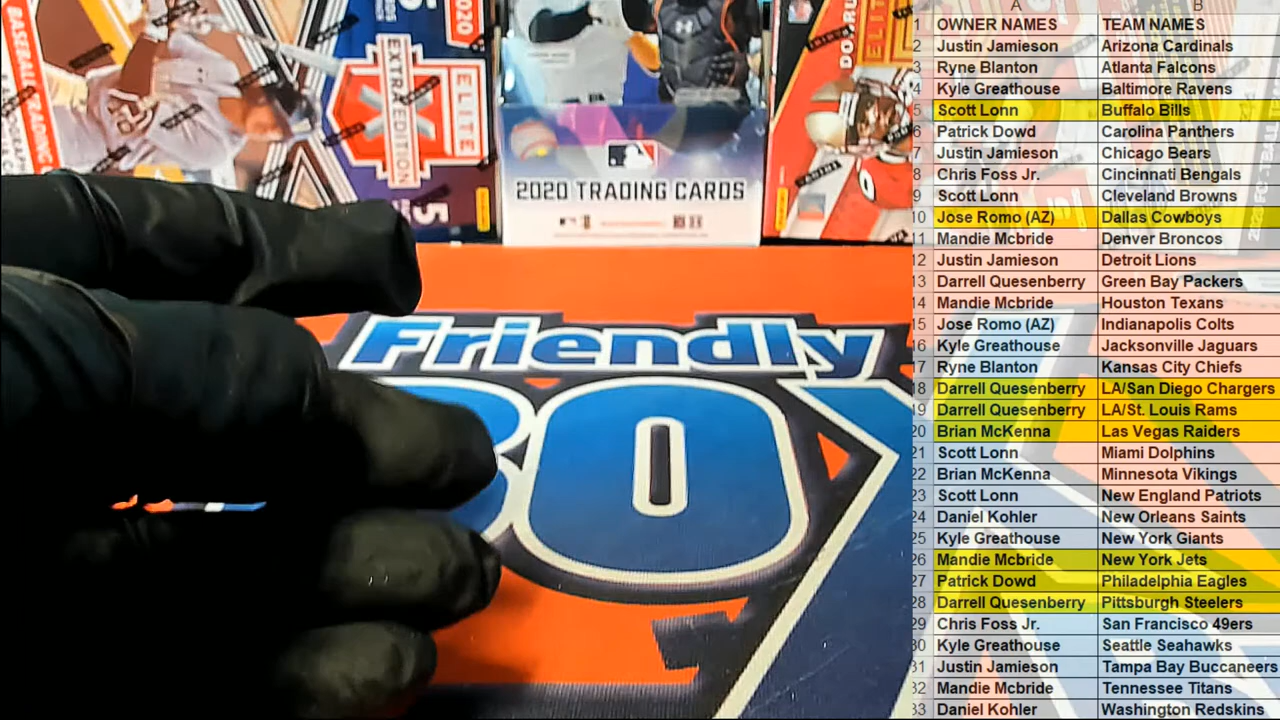 2020
BASEBALL TRADING
ELITE
EXTRA EDITION
5
2020 TRADING CARDS
PANINI
ELITE
Friendly
A B
1 OWNER NAMES TEAM NAMES
2 Justin Jamieson Arizona Cardinals
3 Ryne Blanton Atlanta Falcons
4 Kyle Greathouse Baltimore Ravens
5 Scott Lonn Buffalo Bills
6 Patrick Dowd Carolina Panthers
7 Justin Jamieson Chicago Bears
8 Chris Foss Jr. Cincinnati Bengals
9 Scott Lonn Cleveland Browns
10 Jose Romo (AZ) Dallas Cowboys
11 Mandie Mcbride Denver Broncos
12 Justin Jamieson Detroit Lions
13 Darrell Quesenberry Green Bay Packers
14 Mandie Mcbride Houston Texans
15 Jose Romo (AZ) Indianapolis Colts
16 Kyle Greathouse Jacksonville Jaguars
17 Ryne Blanton Kansas City Chiefs
18 Darrell Quesenberry LA/San Diego Chargers
19 Darrell Quesenberry LA/St. Louis Rams
20 Brian McKenna Las Vegas Raiders
21 Scott Lonn Miami Dolphins
22 Brian McKenna Minnesota Vikings
23 Scott Lonn New England Patriots
24 Daniel Kohler New Orleans Saints
25 Kyle Greathouse New York Giants
26 Mandie Mcbride New York Jets
27 Patrick Dowd Philadelphia Eagles
28 Darrell Quesenberry Pittsburgh Steelers
29 Chris Foss Jr. San Francisco 49ers
30 Kyle Greathouse Seattle Seahawks
31 Justin Jamieson Tampa Bay Buccaneers
32 Mandie Mcbride Tennessee Titans
33 Daniel Kohler Washington Redskins